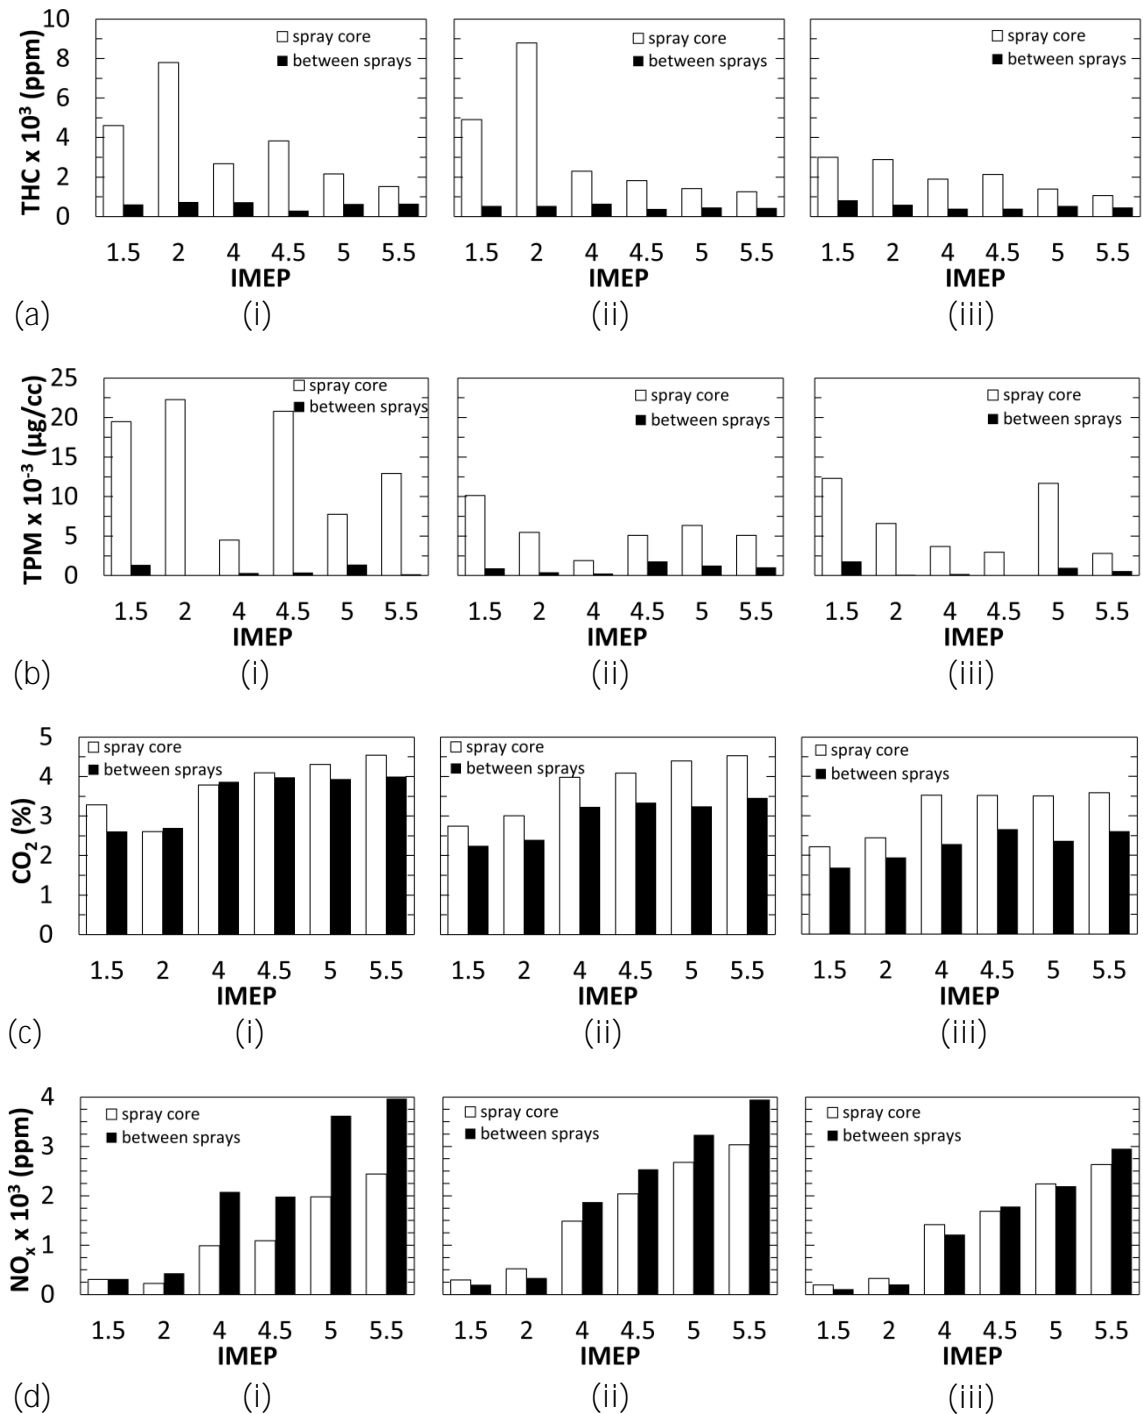 THC x 10³ (ppm)
10
8
6
4
2
0
spray core
between sprays
1.5 2 4 4.5 5 5.5
IMEP
spray core
between sprays
1.5 2 4 4.5 5 5.5
IMEP
spray core
between sprays
1.5 2 4 4.5 5 5.5
IMEP
(a) (i) (ii) (iii)
TPM x 10⁻³ (µg/cc)
25
20
15
10
5
0
spray core
between sprays
1.5 2 4 4.5 5 5.5
IMEP
spray core
between sprays
1.5 2 4 4.5 5 5.5
IMEP
spray core
between sprays
1.5 2 4 4.5 5 5.5
IMEP
(b) (i) (ii) (iii)
CO₂ (%)
5
4
3
2
1
0
spray core
between sprays
1.5 2 4 4.5 5 5.5
IMEP
spray core
between sprays
1.5 2 4 4.5 5 5.5
IMEP
spray core
between sprays
1.5 2 4 4.5 5 5.5
IMEP
(c) (i) (ii) (iii)
NOₓ x 10³ (ppm)
4
3
2
1
0
spray core
between sprays
1.5 2 4 4.5 5 5.5
IMEP
spray core
between sprays
1.5 2 4 4.5 5 5.5
IMEP
spray core
between sprays
1.5 2 4 4.5 5 5.5
IMEP
(d) (i) (ii) (iii)